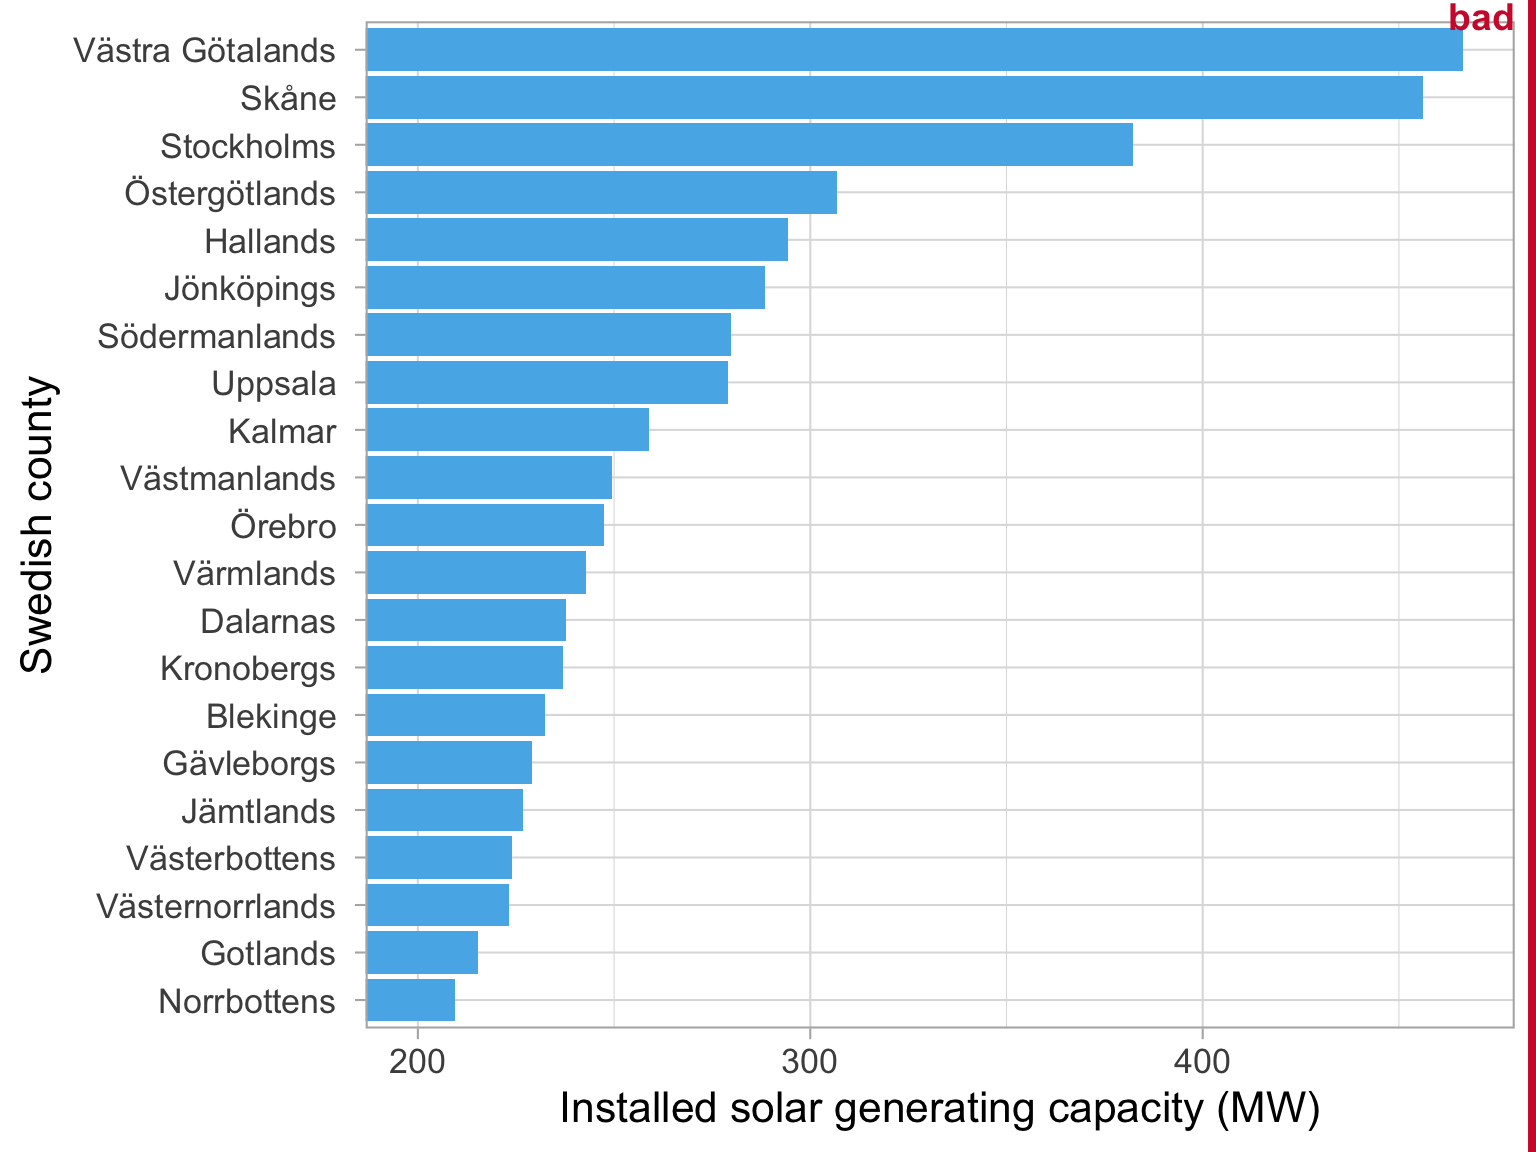 bad
Västra Götalands
Skåne
Stockholms
Östergötlands
Hallands
Jönköpings
Södermanlands
Uppsala
Kalmar
Västmanlands
Örebro
Värmlands
Dalarnas
Kronobergs
Blekinge
Gävleborgs
Jämtlands
Västerbottens
Västernorrlands
Gotlands
Norrbottens
Swedish county
200 300 400
Installed solar generating capacity (MW)